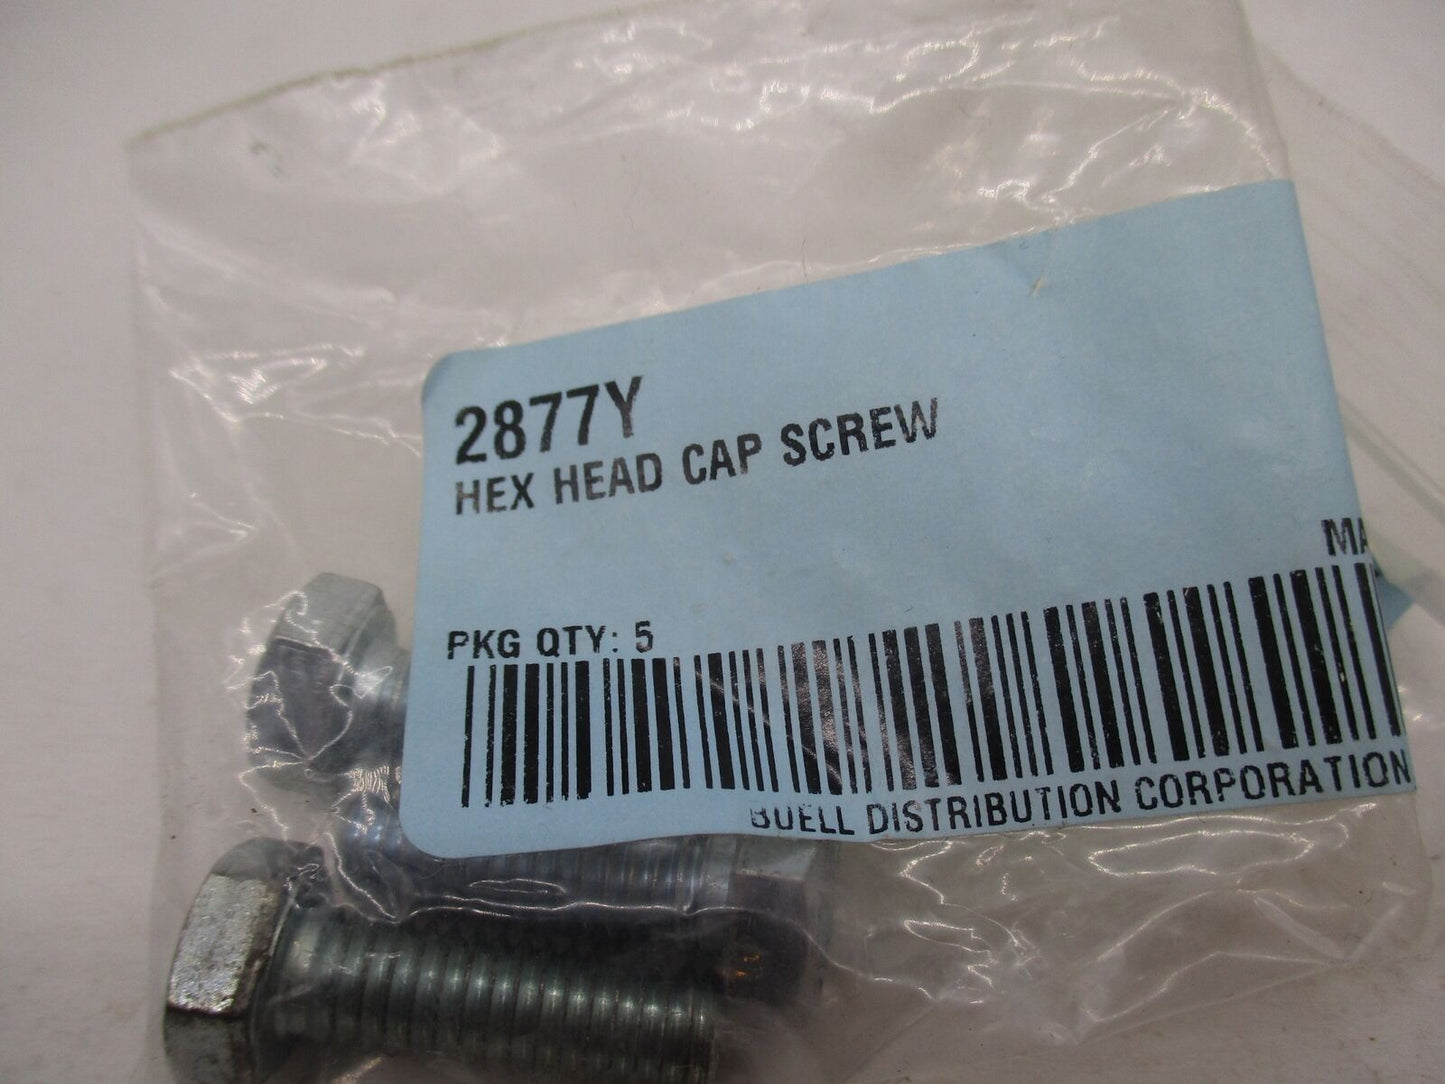 2877Y
HEX HEAD CAP SCREW
PKG QTY: 5
BUELL DISTRIBUTION CORPORATION